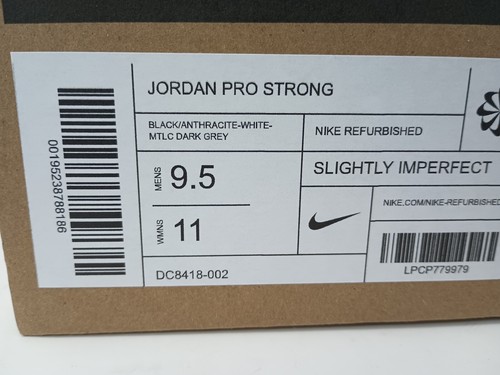 JORDAN PRO STRONG
BLACK/ANTHRACITE-WHITE-
MTLC DARK GREY
NIKE REFURBISHED
SLIGHTLY IMPERFECT
MENS 9.5
WMNS 11
NIKE.COM/NIKE-REFURBISHED
DC8418-002
LPCP779979
00195238788186